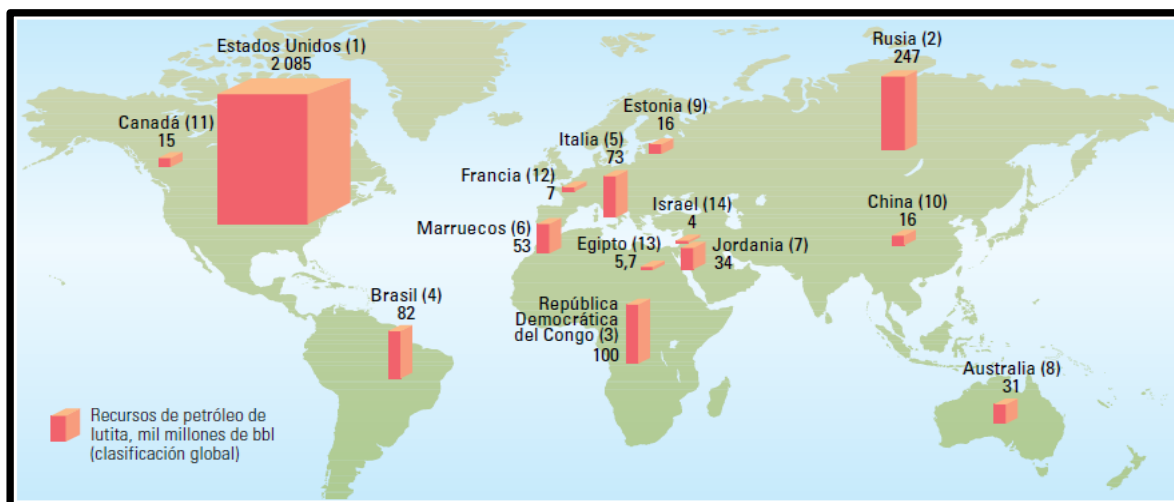 Estados Unidos (1)
2 085
Rusia (2)
247
Canadá (11)
15
Estonia (9)
16
Italia (5)
73
Francia (12)
7
Israel (14)
4
China (10)
16
Marruecos (6)
53
Egipto (13)
5,7
Jordania (7)
34
Brasil (4)
82
República
Democrática
del Congo (3)
100
Australia (8)
31
Recursos de petróleo de
lutita, mil millones de bbl
(clasificación global)